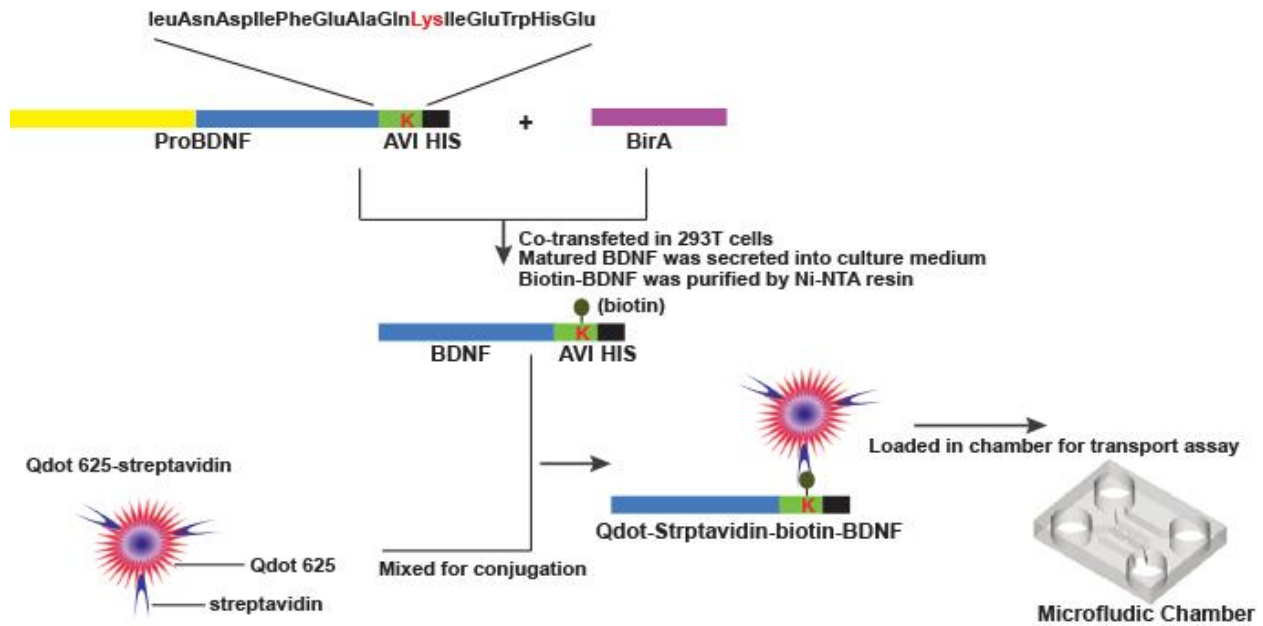 leuAsnAspIlePheGluAlaGlnLysIleGluTrpHisGlu
K
ProBDNF
AVI HIS
+
BirA
Co-transfeted in 293T cells
Matured BDNF was secreted into culture medium
Biotin-BDNF was purified by Ni-NTA resin
(biotin)
K
BDNF
AVI HIS
Loaded in chamber for transport assay
Qdot 625-streptavidin
K
Qdot-Strptavidin-biotin-BDNF
Qdot 625
Mixed for conjugation
streptavidin
Microfludic Chamber